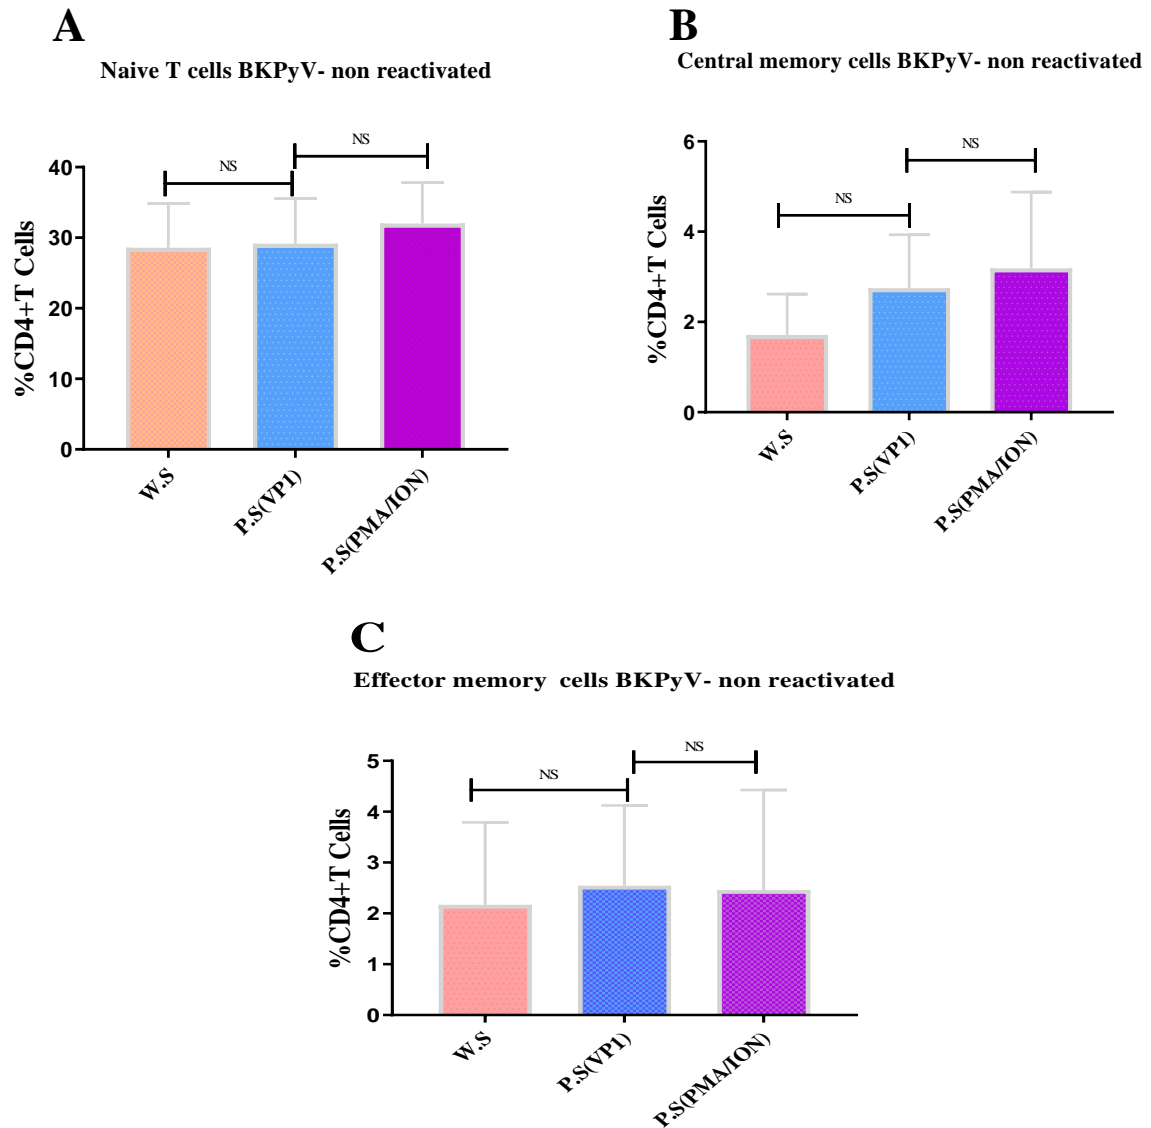 A
Naive T cells BKPyV- non reactivated
%CD4+T Cells
40
30
20
10
0
NS
NS
W.S
P.S(VP1)
P.S(PMA/ION)
B
Central memory cells BKPyV- non reactivated
%CD4+T Cells
6
4
2
0
NS
NS
W.S
P.S(VP1)
P.S(PMA/ION)
C
Effector memory cells BKPyV- non reactivated
%CD4+T Cells
5
4
3
2
1
0
NS
NS
W.S
P.S(VP1)
P.S(PMA/ION)